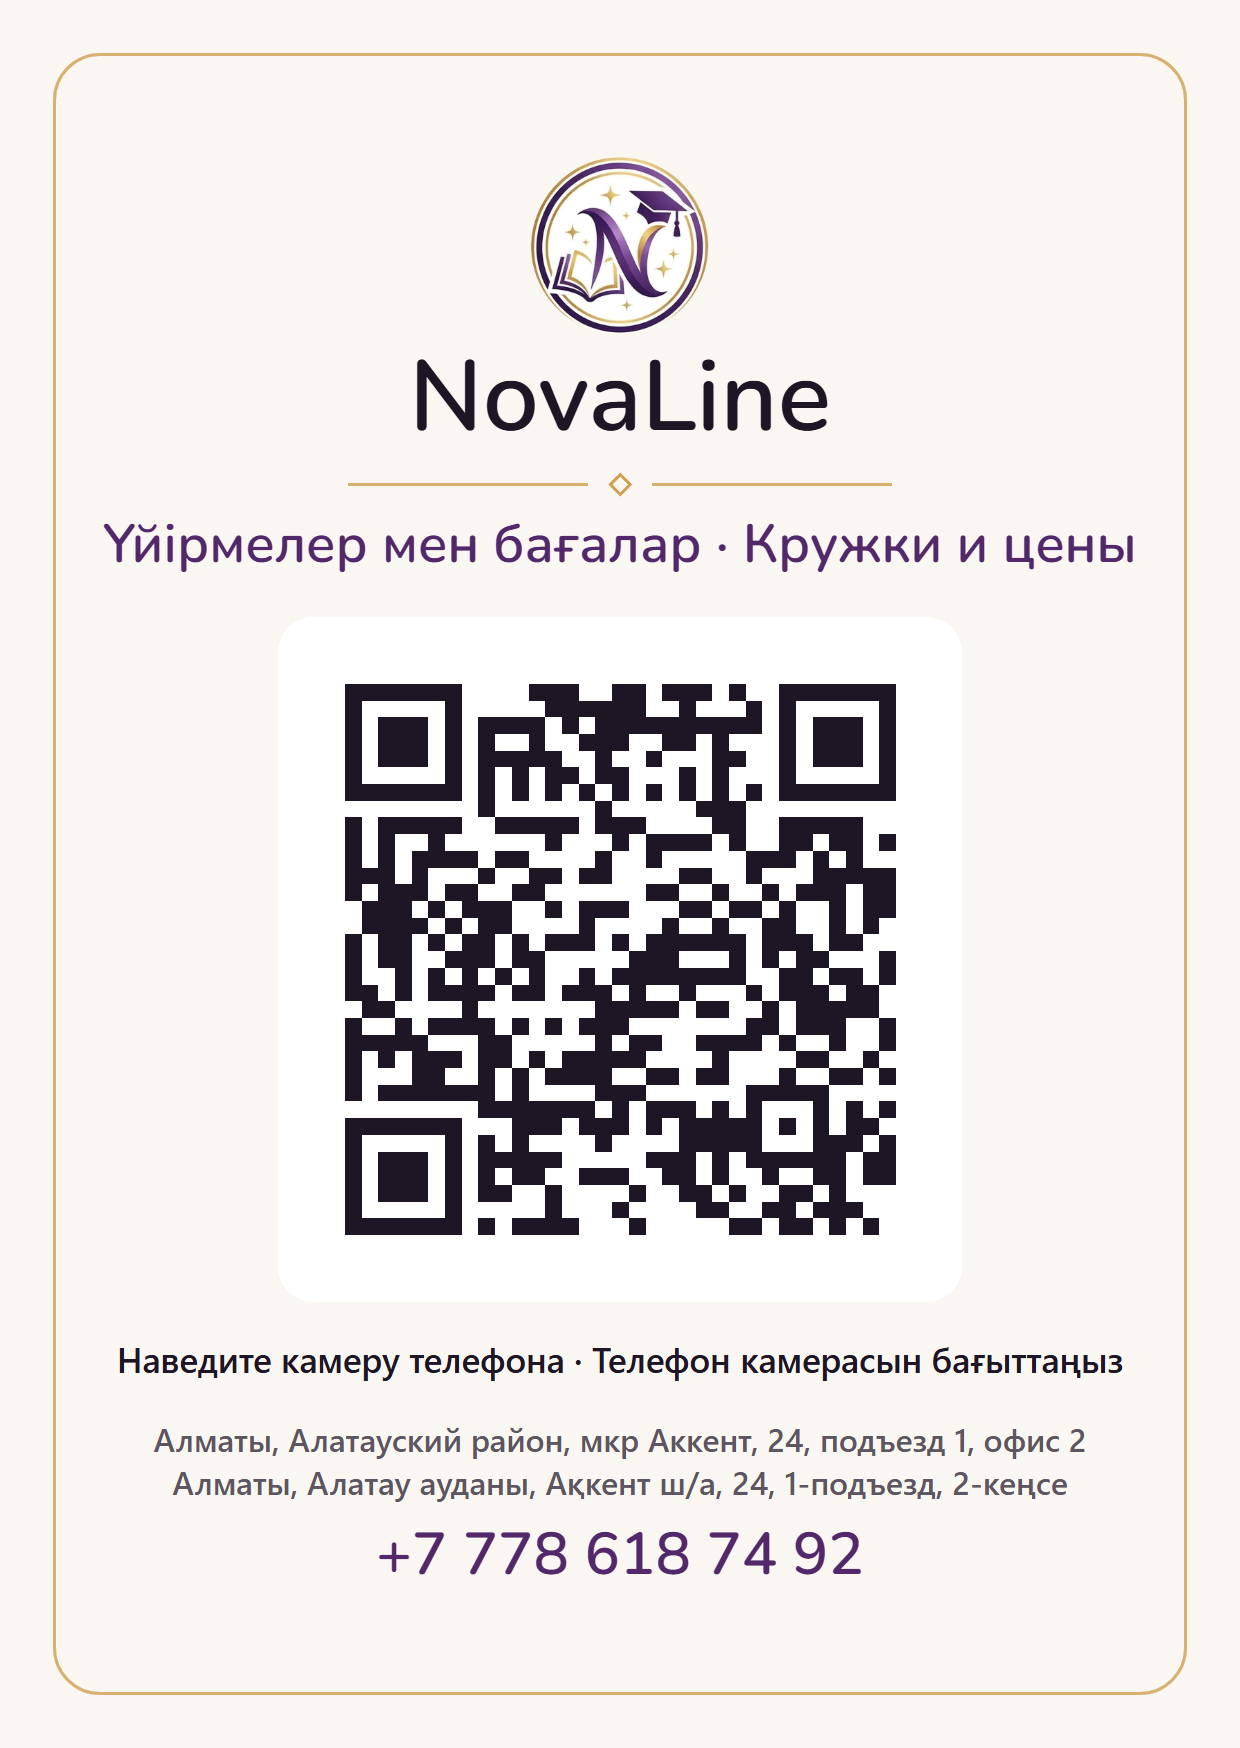 NovaLine
Үйірмелер мен бағалар · Кружки и цены
Наведите камеру телефона · Телефон камерасын бағыттаңыз
Алматы, Алатауский район, мкр Аккент, 24, подъезд 1, офис 2
Алматы, Алатау ауданы, Ақкент ш/а, 24, 1-подъезд, 2-кеңсе
+7 778 618 74 92